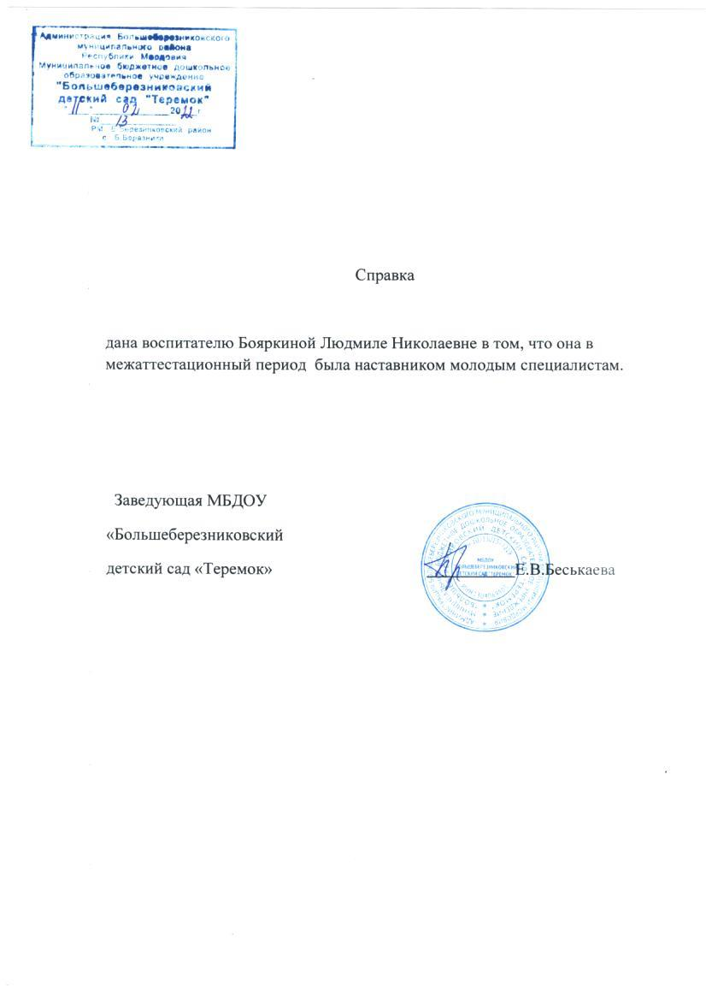 Администрация Большеберезниковского
муниципального района
Республики Мордовия
Муниципальное бюджетное дошкольное
образовательное учреждение
"Большеберезниковский
детский сад "Теремок"
"11" 02 2022 г.
№ 13
РМ, Б.Березниковский район
с. Б.Березники
Справка
дана воспитателю Бояркиной Людмиле Николаевне в том, что она в
межаттестационный период была наставником молодым специалистам.
Заведующая МБДОУ
«Большеберезниковский
детский сад «Теремок»
Е.В.Беськаева
МБДОУ
БОЛЬШЕБЕРЕЗНИКОВСКИЙ
ДЕТСКИЙ САД "ТЕРЕМОК"